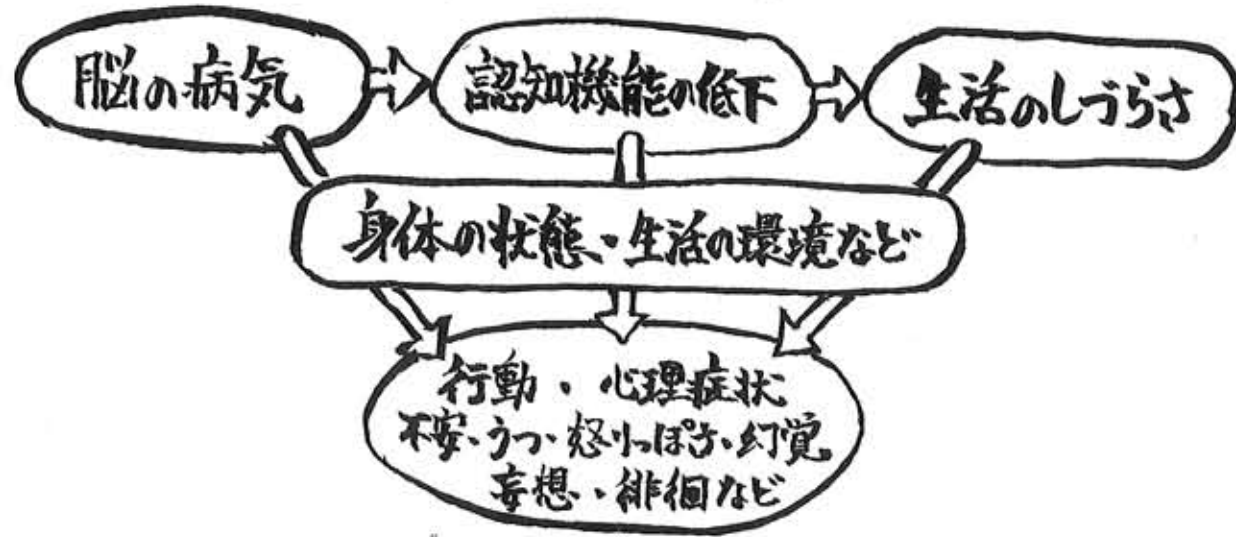 脳の病気
認知機能の低下
生活のしづらさ
身体の状態・生活の環境など
行動・心理症状
不安・うつ・怒りっぽさ・幻覚
妄想・徘徊など